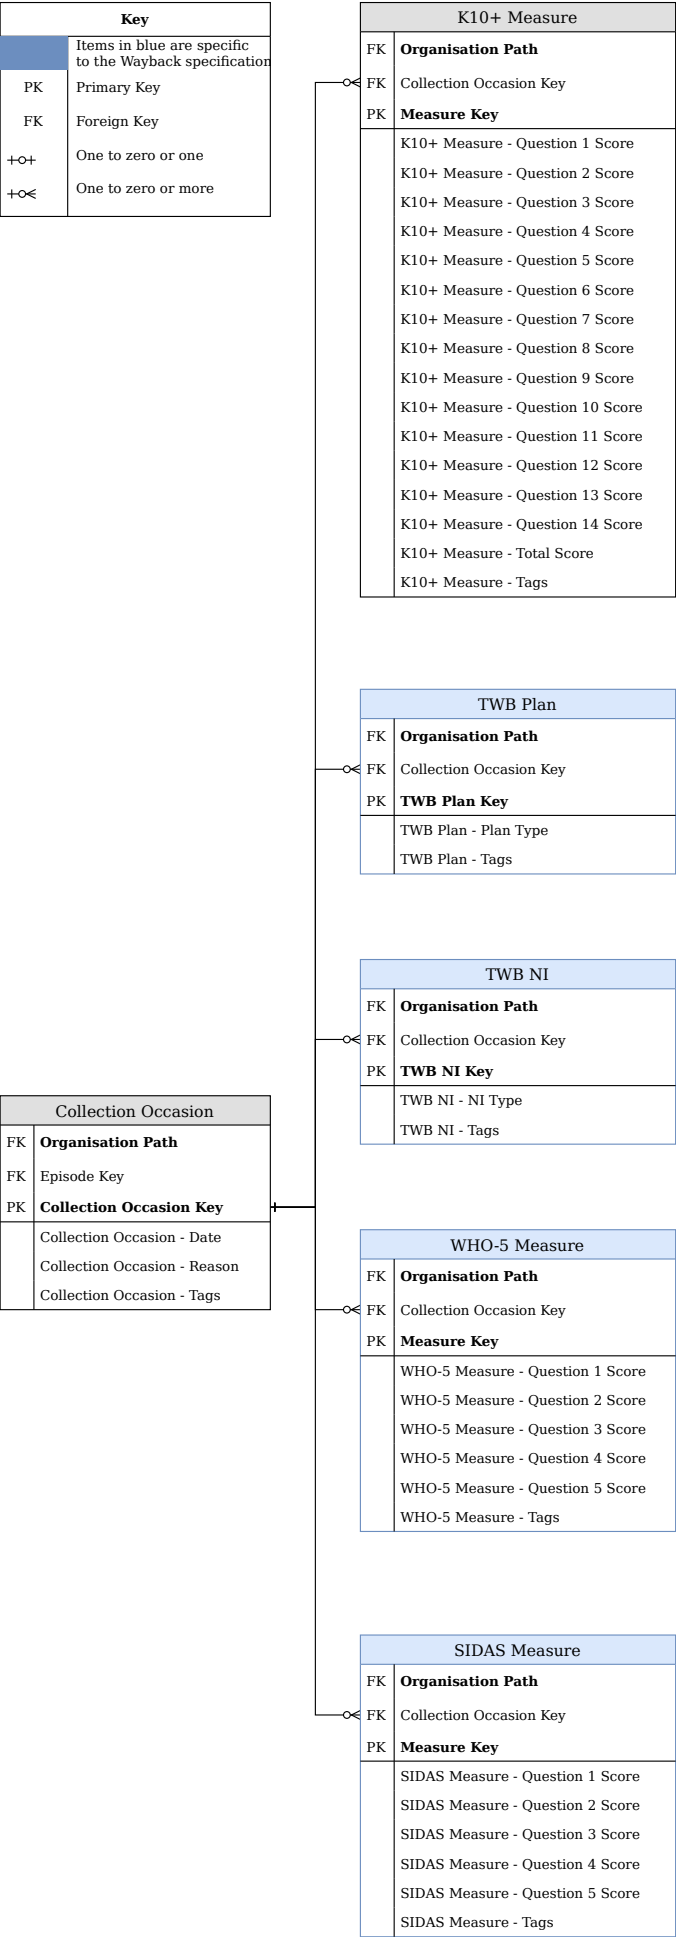 Key
Items in blue are specific
to the Wayback specification
PK Primary Key
FK Foreign Key
One to zero or one
One to zero or more
K10+ Measure
FK Organisation Path
FK Collection Occasion Key
PK Measure Key
K10+ Measure - Question 1 Score
K10+ Measure - Question 2 Score
K10+ Measure - Question 3 Score
K10+ Measure - Question 4 Score
K10+ Measure - Question 5 Score
K10+ Measure - Question 6 Score
K10+ Measure - Question 7 Score
K10+ Measure - Question 8 Score
K10+ Measure - Question 9 Score
K10+ Measure - Question 10 Score
K10+ Measure - Question 11 Score
K10+ Measure - Question 12 Score
K10+ Measure - Question 13 Score
K10+ Measure - Question 14 Score
K10+ Measure - Total Score
K10+ Measure - Tags
TWB Plan
FK Organisation Path
FK Collection Occasion Key
PK TWB Plan Key
TWB Plan - Plan Type
TWB Plan - Tags
TWB NI
FK Organisation Path
FK Collection Occasion Key
PK TWB NI Key
TWB NI - NI Type
TWB NI - Tags
Collection Occasion
FK Organisation Path
FK Episode Key
PK Collection Occasion Key
Collection Occasion - Date
Collection Occasion - Reason
Collection Occasion - Tags
WHO-5 Measure
FK Organisation Path
FK Collection Occasion Key
PK Measure Key
WHO-5 Measure - Question 1 Score
WHO-5 Measure - Question 2 Score
WHO-5 Measure - Question 3 Score
WHO-5 Measure - Question 4 Score
WHO-5 Measure - Question 5 Score
WHO-5 Measure - Tags
SIDAS Measure
FK Organisation Path
FK Collection Occasion Key
PK Measure Key
SIDAS Measure - Question 1 Score
SIDAS Measure - Question 2 Score
SIDAS Measure - Question 3 Score
SIDAS Measure - Question 4 Score
SIDAS Measure - Question 5 Score
SIDAS Measure - Tags